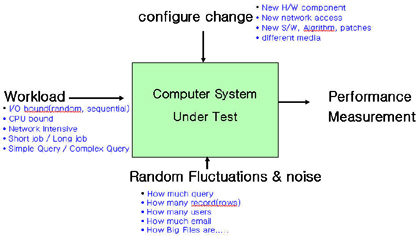 configure change
• New H/W component
• New network access
• New S/W, Algorithm, patches
• different media
Workload
• I/O bound(random, sequential)
• CPU bound
• Network Intensive
• Short job / Long job
• Simple Query / Complex Query
Computer System
Under Test
Performance
Measurement
Random Fluctuations & noise
• How much query
• How many record(rows)
• How many users
• How much email
• How Big Files are.....